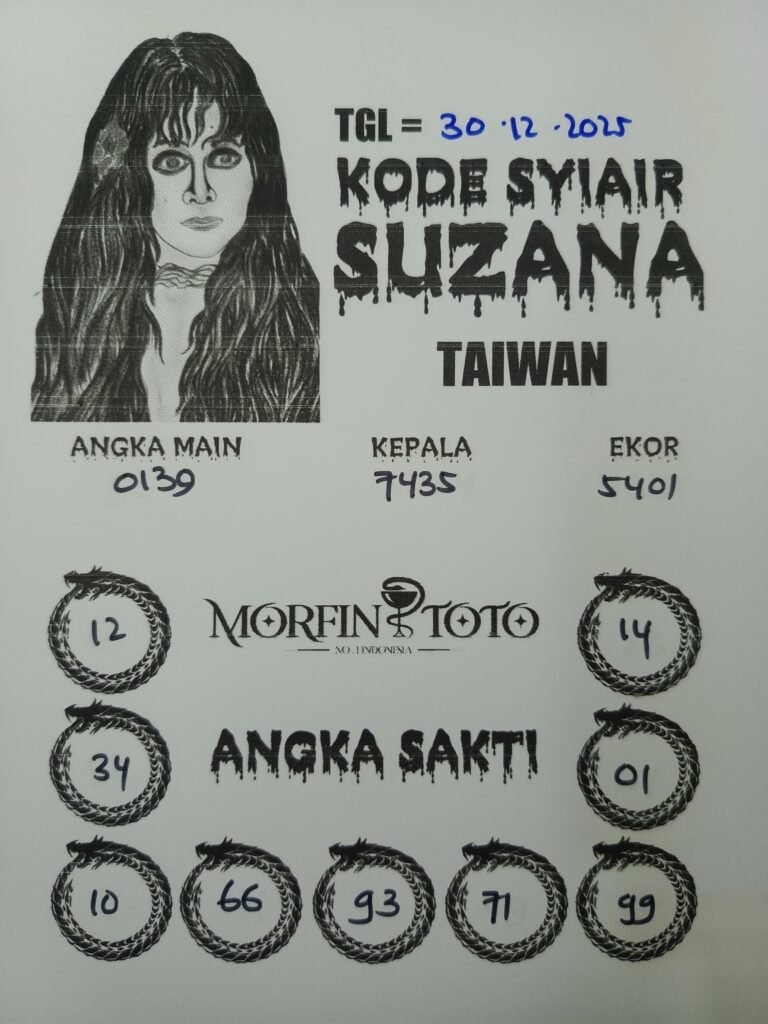 TGL = 30.12.2025
KODE SYIAIR
SUZANA
TAIWAN
ANGKA MAIN KEPALA EKOR
0139 7435 5401
MORFIN TOTO
NO.1 INDONESIA
12 14
ANGKA SAKTI
34 01
10 66 93 71 99